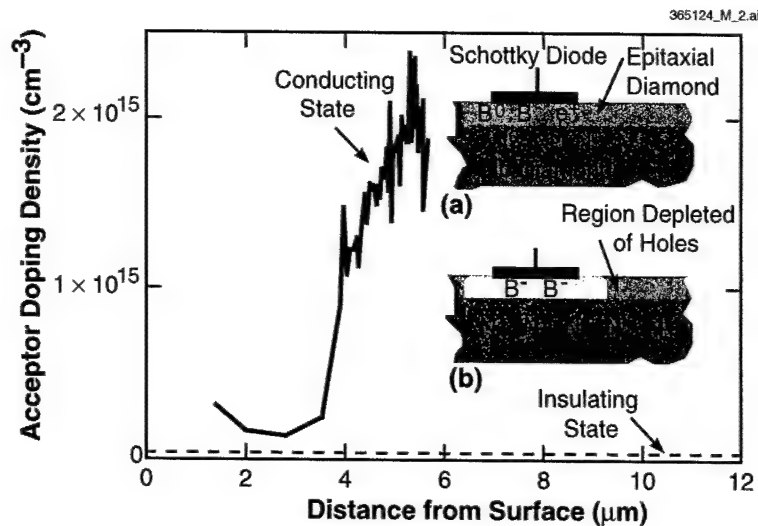 365124_M_2.ai
Acceptor Doping Density (cm⁻³)
2 × 10¹⁵
1 × 10¹⁵
0
Conducting
State
Schottky Diode
Epitaxial
Diamond
(a)
Region Depleted
of Holes
B⁻ B⁻
(b)
Insulating
State
0 2 4 6 8 10 12
Distance from Surface (μm)